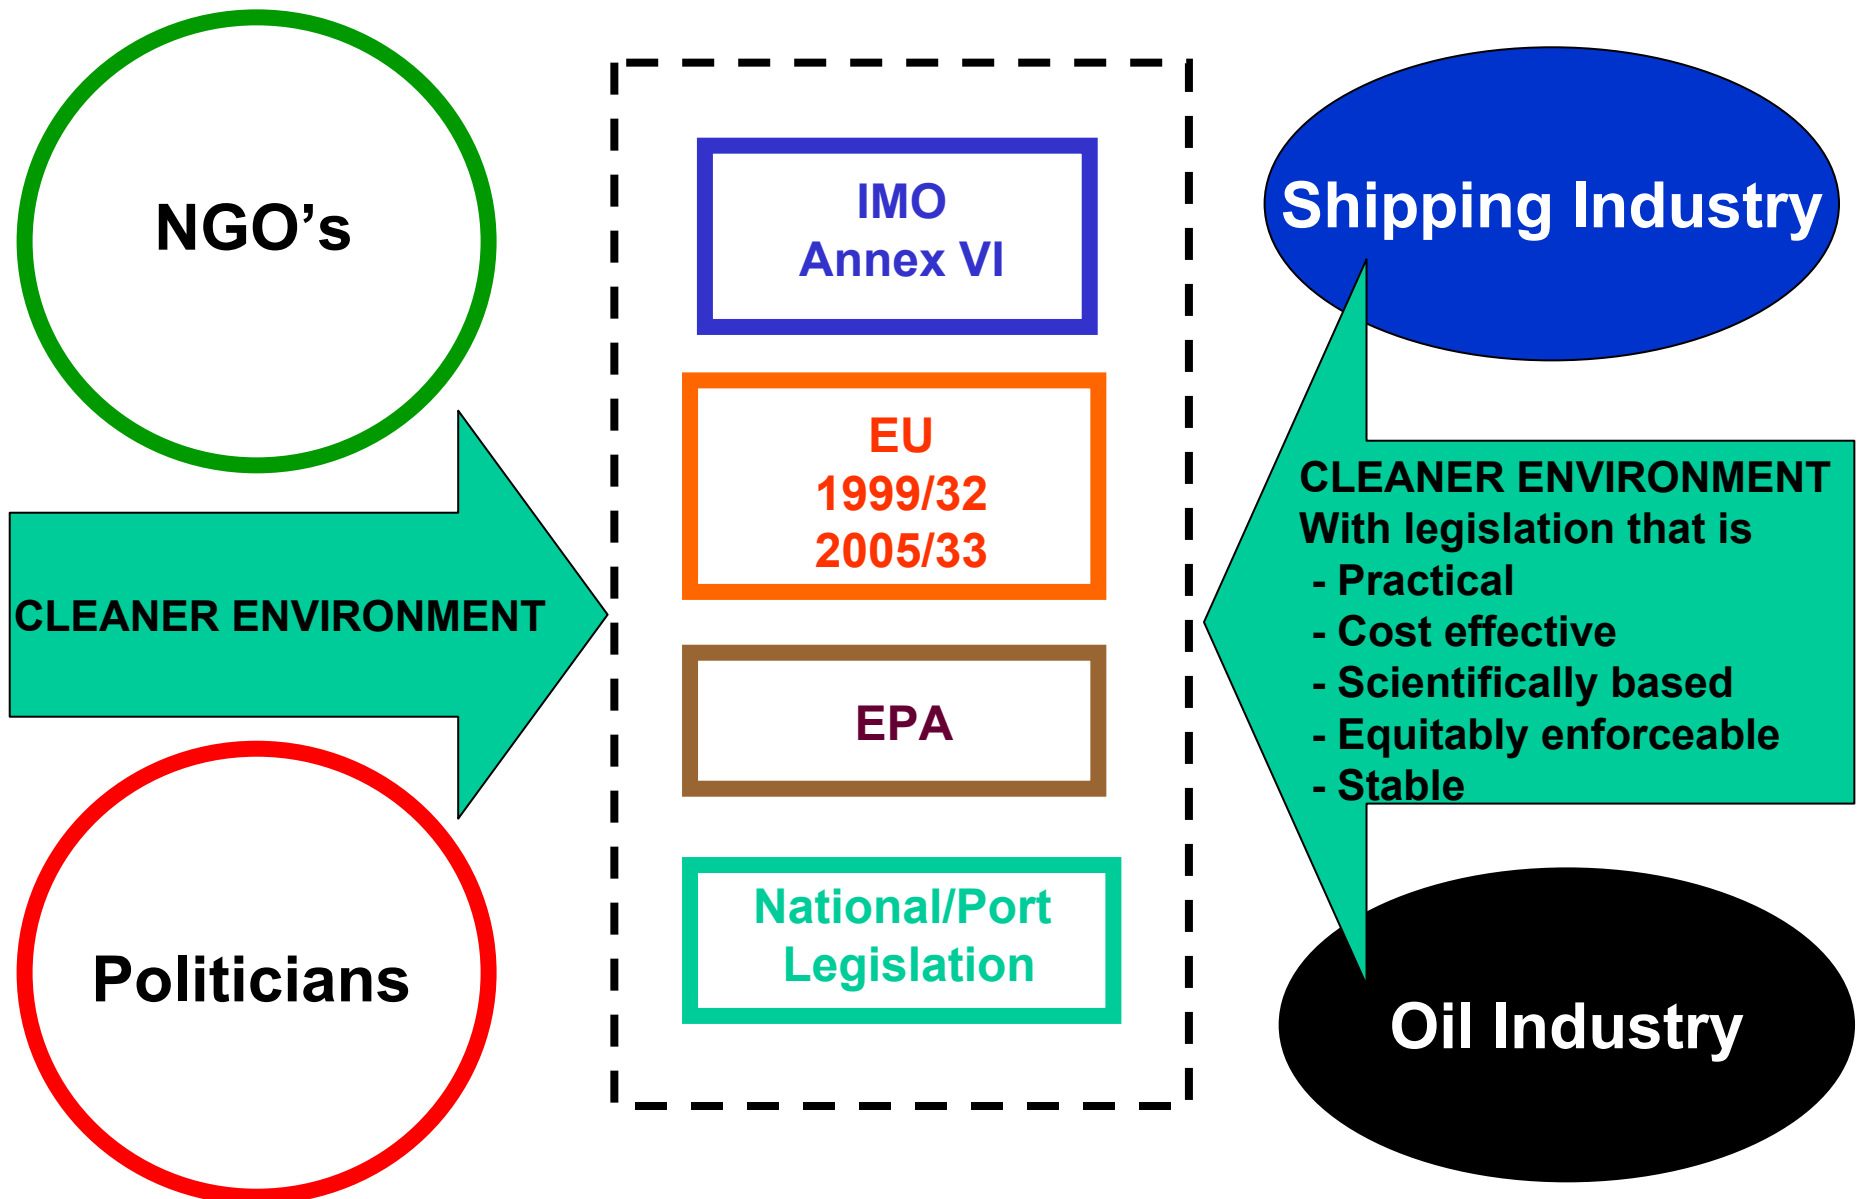 NGO’s
CLEANER ENVIRONMENT
Politicians
IMO
Annex VI
EU
1999/32
2005/33
EPA
National/Port
Legislation
Shipping Industry
CLEANER ENVIRONMENT
With legislation that is
- Practical
- Cost effective
- Scientifically based
- Equitably enforceable
- Stable
Oil Industry